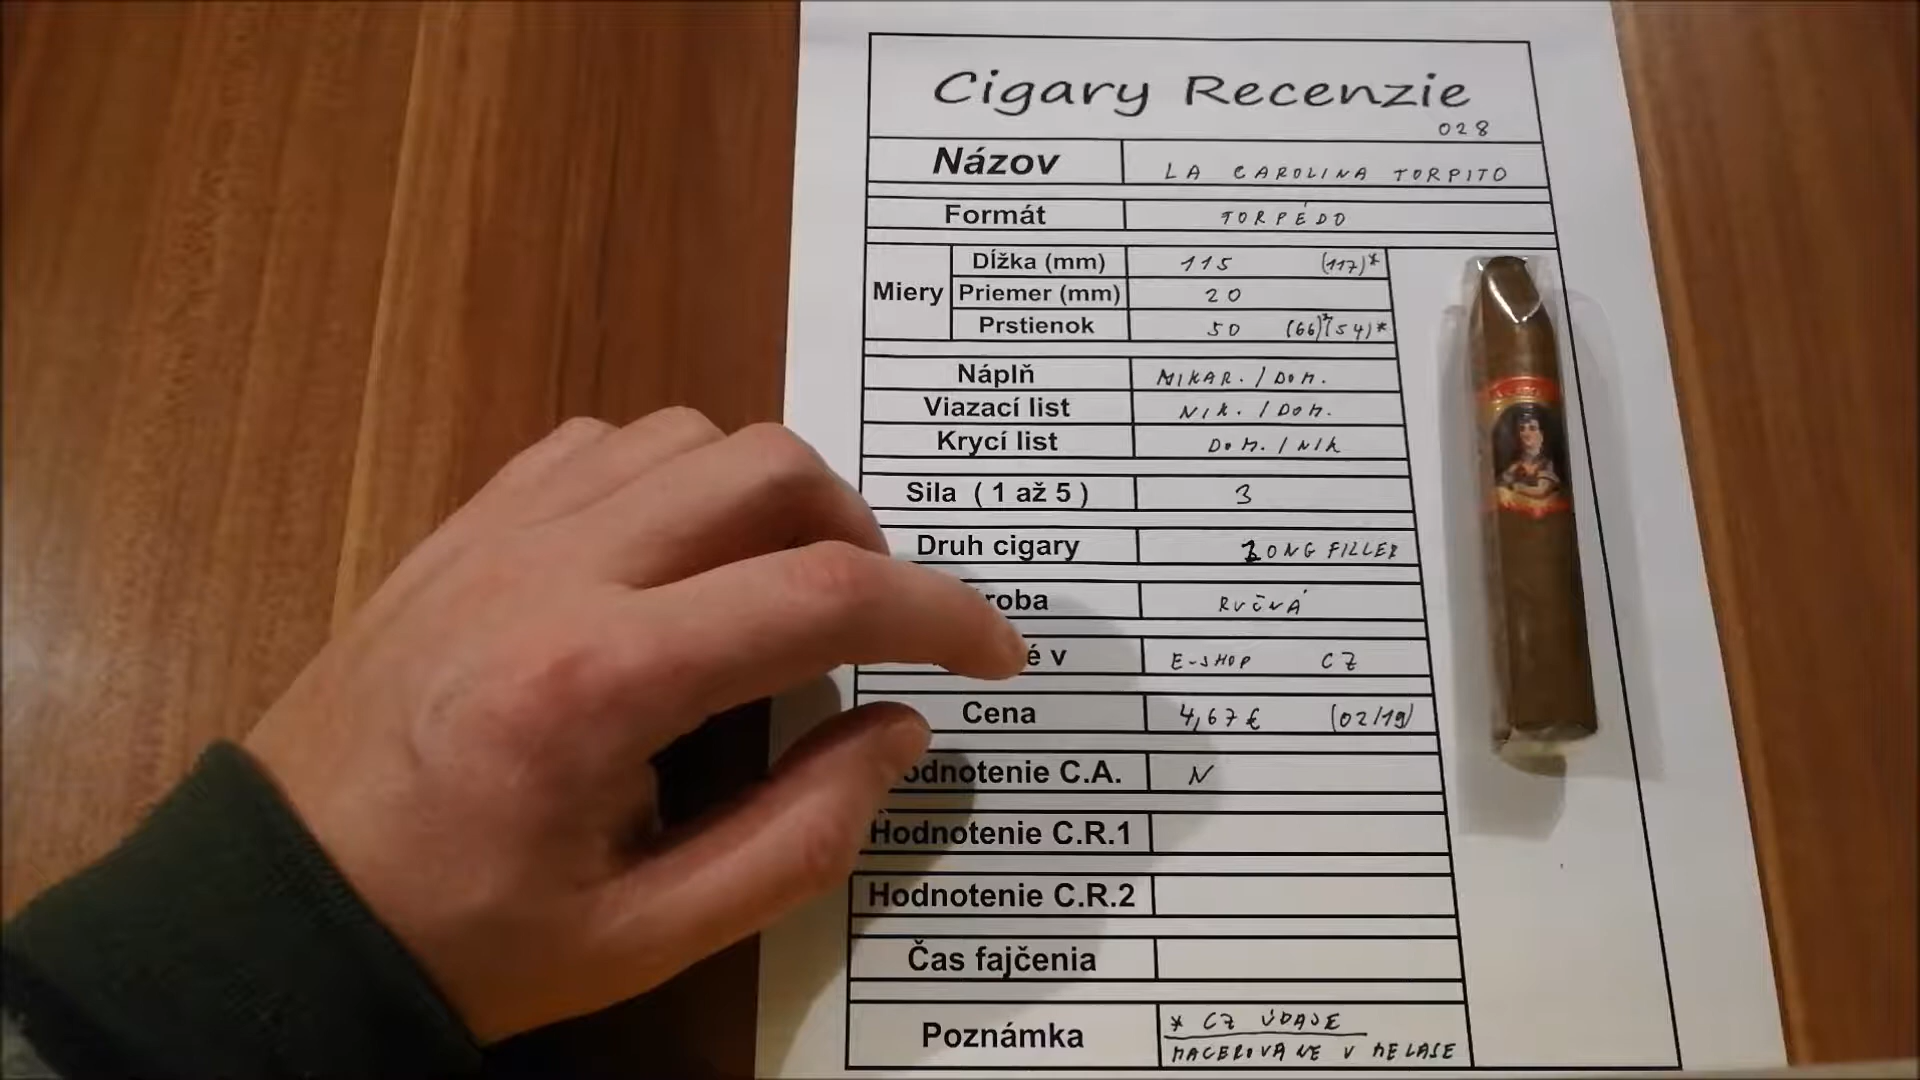 Cigary Recenzie
028
Názov LA CAROLINA TORPITO
Formát TORPÉDO
Miery
Dĺžka (mm) 115 (117)*
Priemer (mm) 20
Prstienok 50 (66)* (54)*
Náplň NIKAR. / DOM.
Viazací list NIK. / DOM.
Krycí list DOM. / NIK
Sila ( 1 až 5 ) 3
Druh cigary LONG FILLER
roba RUČNÁ
é v E-SHOP CZ
Cena 4,67 € (02/19)
odnotenie C.A. N
Hodnotenie C.R.1
Hodnotenie C.R.2
Čas fajčenia
Poznámka * CZ ÚDAJE
MACEROVANE V MELASE